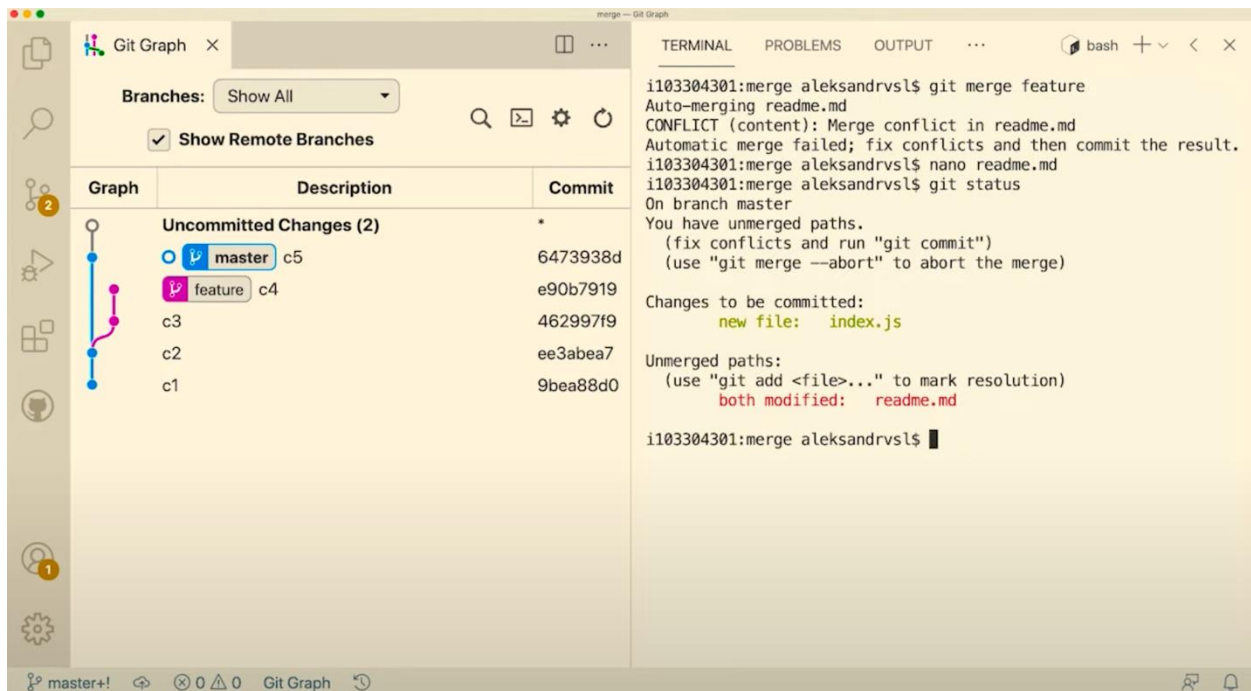 merge — Git Graph
Git Graph
Branches: Show All
Show Remote Branches
Graph Description Commit
Uncommitted Changes (2) *
master c5 6473938d
feature c4 e90b7919
c3 462997f9
c2 ee3abea7
c1 9bea88d0
2
1
TERMINAL PROBLEMS OUTPUT ... bash
i103304301:merge aleksandrvsl$ git merge feature
Auto-merging readme.md
CONFLICT (content): Merge conflict in readme.md
Automatic merge failed; fix conflicts and then commit the result.
i103304301:merge aleksandrvsl$ nano readme.md
i103304301:merge aleksandrvsl$ git status
On branch master
You have unmerged paths.
  (fix conflicts and run "git commit")
  (use "git merge --abort" to abort the merge)
Changes to be committed:
        new file:   index.js
Unmerged paths:
  (use "git add <file>..." to mark resolution)
        both modified:   readme.md
i103304301:merge aleksandrvsl$
master+! 0 0 Git Graph